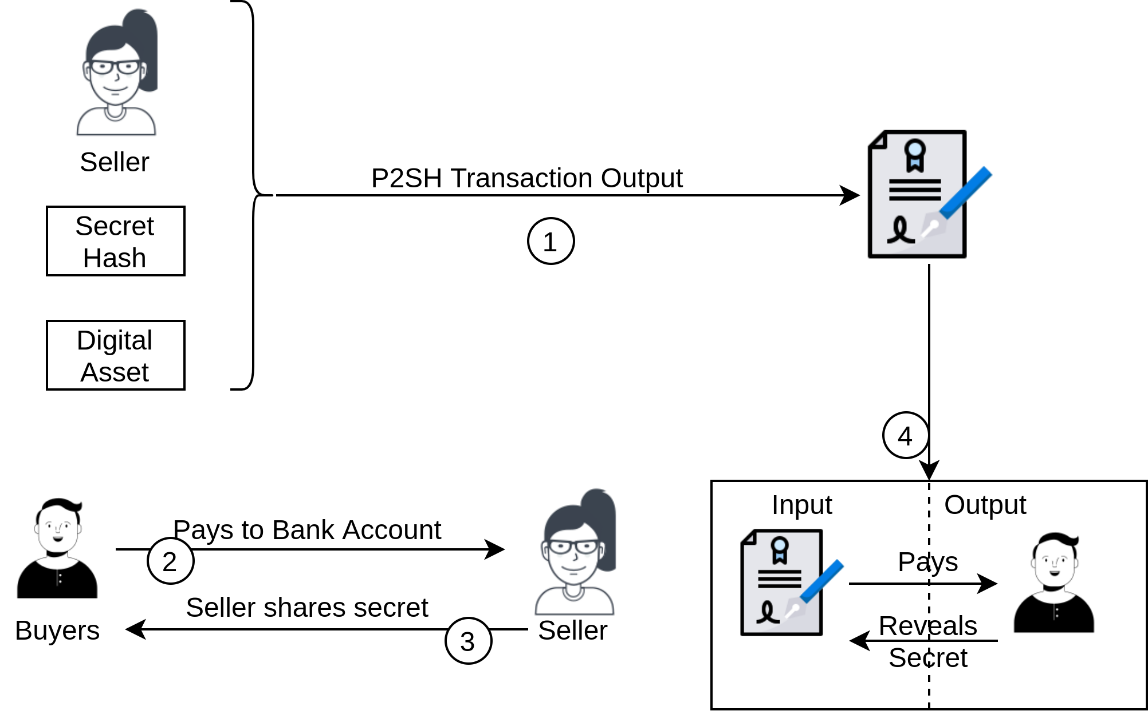 Seller
Secret
Hash
Digital
Asset
P2SH Transaction Output
1
4
Pays to Bank Account
2
Seller shares secret
3
Buyers
Seller
Input
Output
Pays
Reveals
Secret